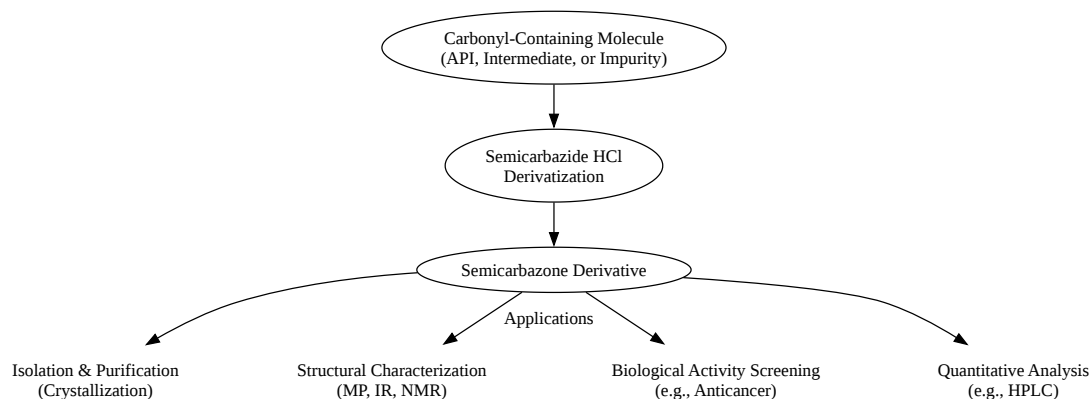 Carbonyl-Containing Molecule
(API, Intermediate, or Impurity)
Semicarbazide HCl
Derivatization
Semicarbazone Derivative
Applications
Isolation & Purification
(Crystallization)
Structural Characterization
(MP, IR, NMR)
Biological Activity Screening
(e.g., Anticancer)
Quantitative Analysis
(e.g., HPLC)